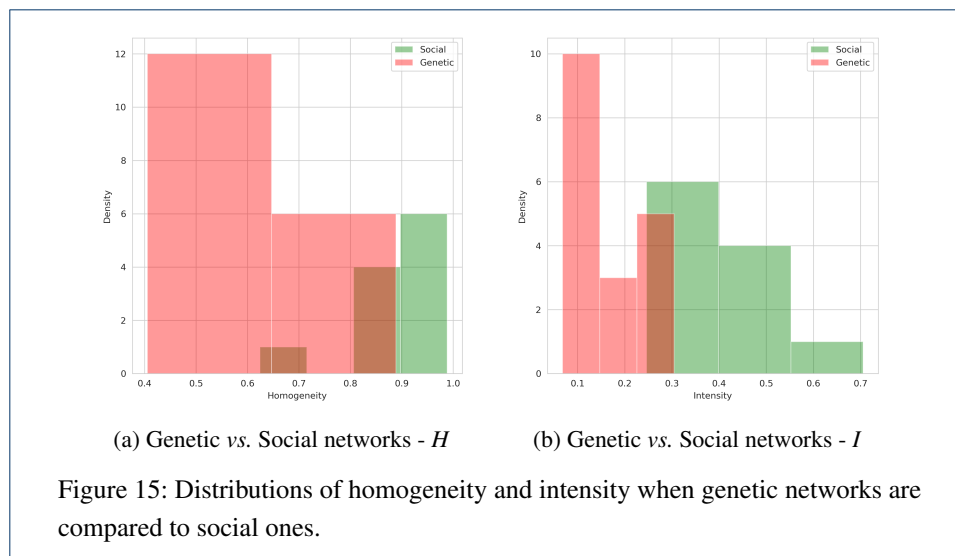 Social
Genetic
12
10
8
6
4
2
0
Density
0.4 0.5 0.6 0.7 0.8 0.9 1.0
Homogeneity
Social
Genetic
10
8
6
4
2
0
Density
0.1 0.2 0.3 0.4 0.5 0.6 0.7
Intensity
(a) Genetic vs. Social networks - H
(b) Genetic vs. Social networks - I
Figure 15: Distributions of homogeneity and intensity when genetic networks are
compared to social ones.